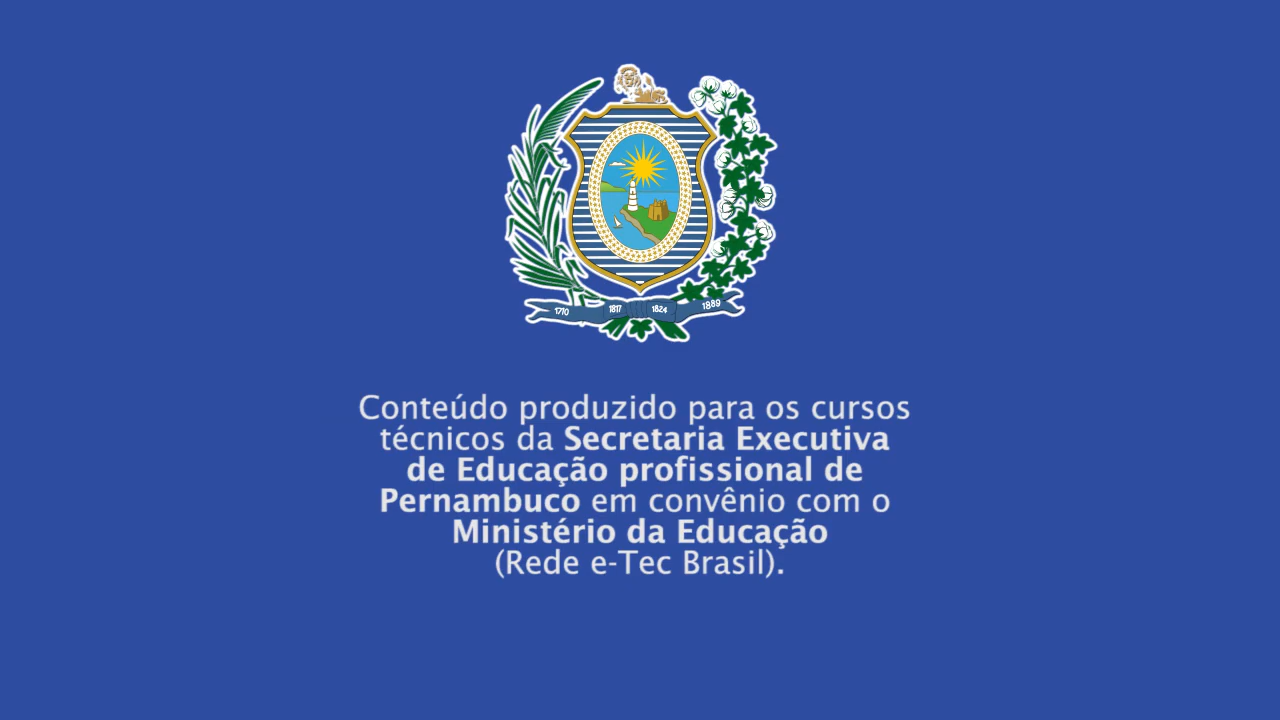 1710 1817 1824 1889
Conteúdo produzido para os cursos
técnicos da Secretaria Executiva
de Educação profissional de
Pernambuco em convênio com o
Ministério da Educação
(Rede e-Tec Brasil).